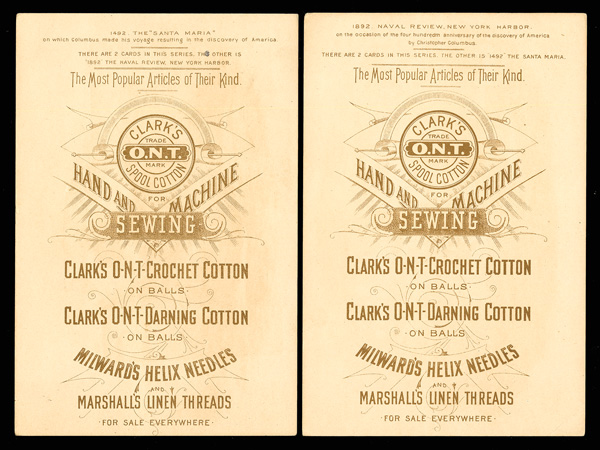 1492. THE "SANTA MARIA"
on which Columbus made his voyage resulting in the discovery of America.
THERE ARE 2 CARDS IN THIS SERIES. THE OTHER IS
"1892" THE NAVAL REVIEW, NEW YORK HARBOR.
The Most Popular Articles of Their Kind.
CLARK'S
TRADE
O.N.T.
MARK
SPOOL COTTON
FOR
HAND AND MACHINE
SEWING
CLARK'S O-N-T-CROCHET COTTON
-ON BALLS-
CLARK'S O-N-T-DARNING COTTON
-ON BALLS-
MILWARD'S HELIX NEEDLES
AND
MARSHALL'S LINEN THREADS
-FOR SALE EVERYWHERE-
1892. NAVAL REVIEW, NEW YORK HARBOR.
on the occasion of the four hundredth anniversary of the discovery of America
by Christopher Columbus.
THERE ARE 2 CARDS IN THIS SERIES. THE OTHER IS "1492" THE SANTA MARIA.
The Most Popular Articles of Their Kind.
CLARK'S
TRADE
O.N.T.
MARK
SPOOL COTTON
FOR
HAND AND MACHINE
SEWING
CLARK'S O-N-T-CROCHET COTTON
-ON BALLS-
CLARK'S O-N-T-DARNING COTTON
-ON BALLS-
MILWARD'S HELIX NEEDLES
AND
MARSHALL'S LINEN THREADS
-FOR SALE EVERYWHERE-